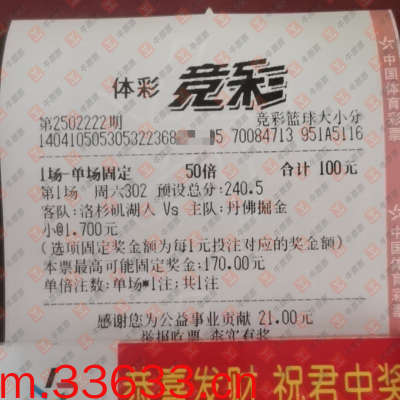 体彩 竞彩
第2502222期 竞彩篮球大小分
140410505305322368 05 70084713 951A5116
1场-单场固定 50倍 合计 100元
第1场 周六302 预设总分:240.5
客队:洛杉矶湖人 Vs 主队:丹佛掘金
小@1.700元
(选项固定奖金额为每1元投注对应的奖金额)
本票最高可能固定奖金:170.00元
单倍注数:单场*1注;共1注
感谢您为公益事业贡献 21.00元
中国体育彩票
恭喜发财 祝君中奖
m.33633.cn